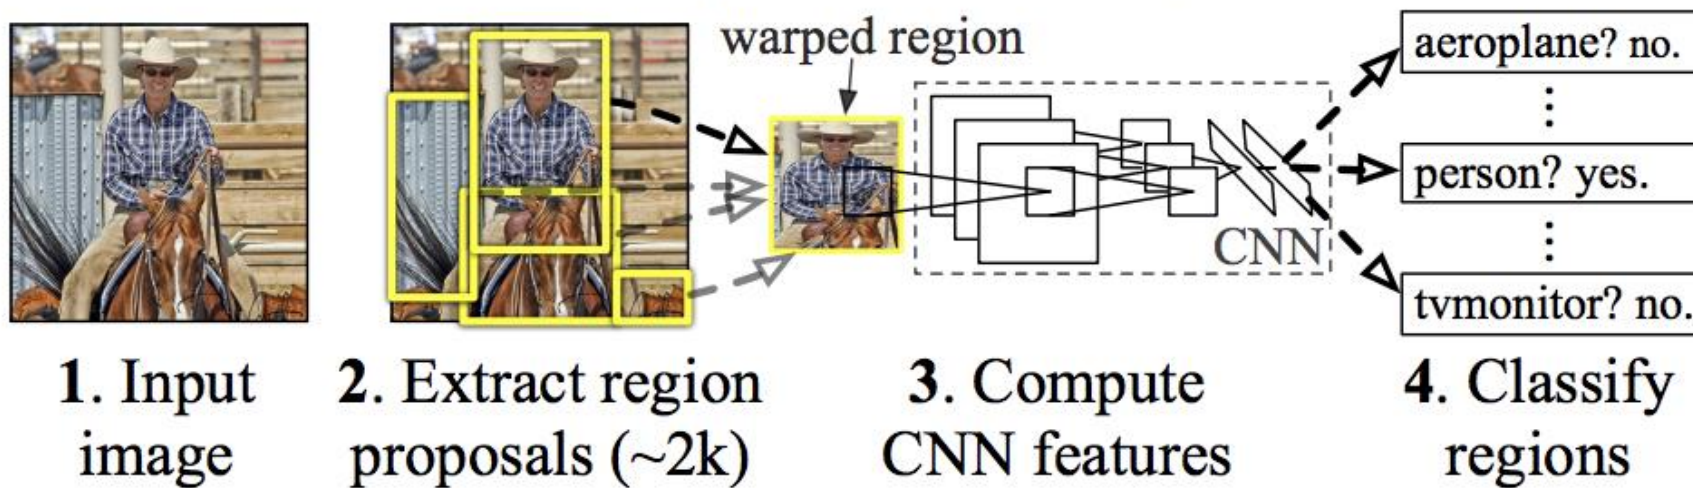 warped region
aeroplane? no.
person? yes.
CNN
tvmonitor? no.
1. Input
image
2. Extract region
proposals (~2k)
3. Compute
CNN features
4. Classify
regions